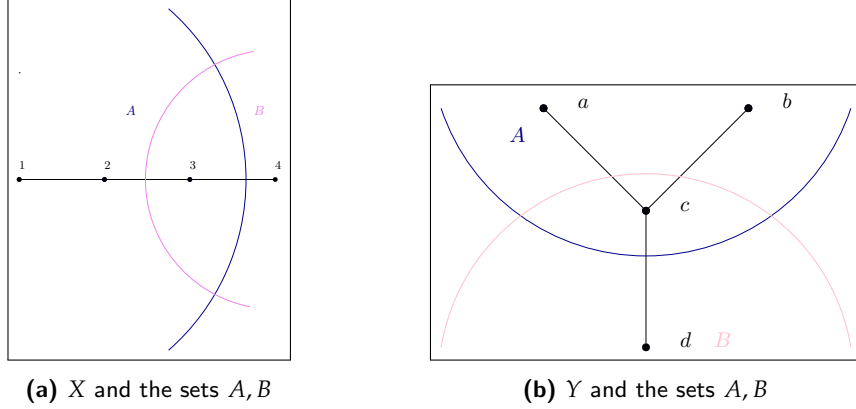 A B
1 2 3 4
(a) X and the sets A, B
a b
A
c
d B
(b) Y and the sets A, B